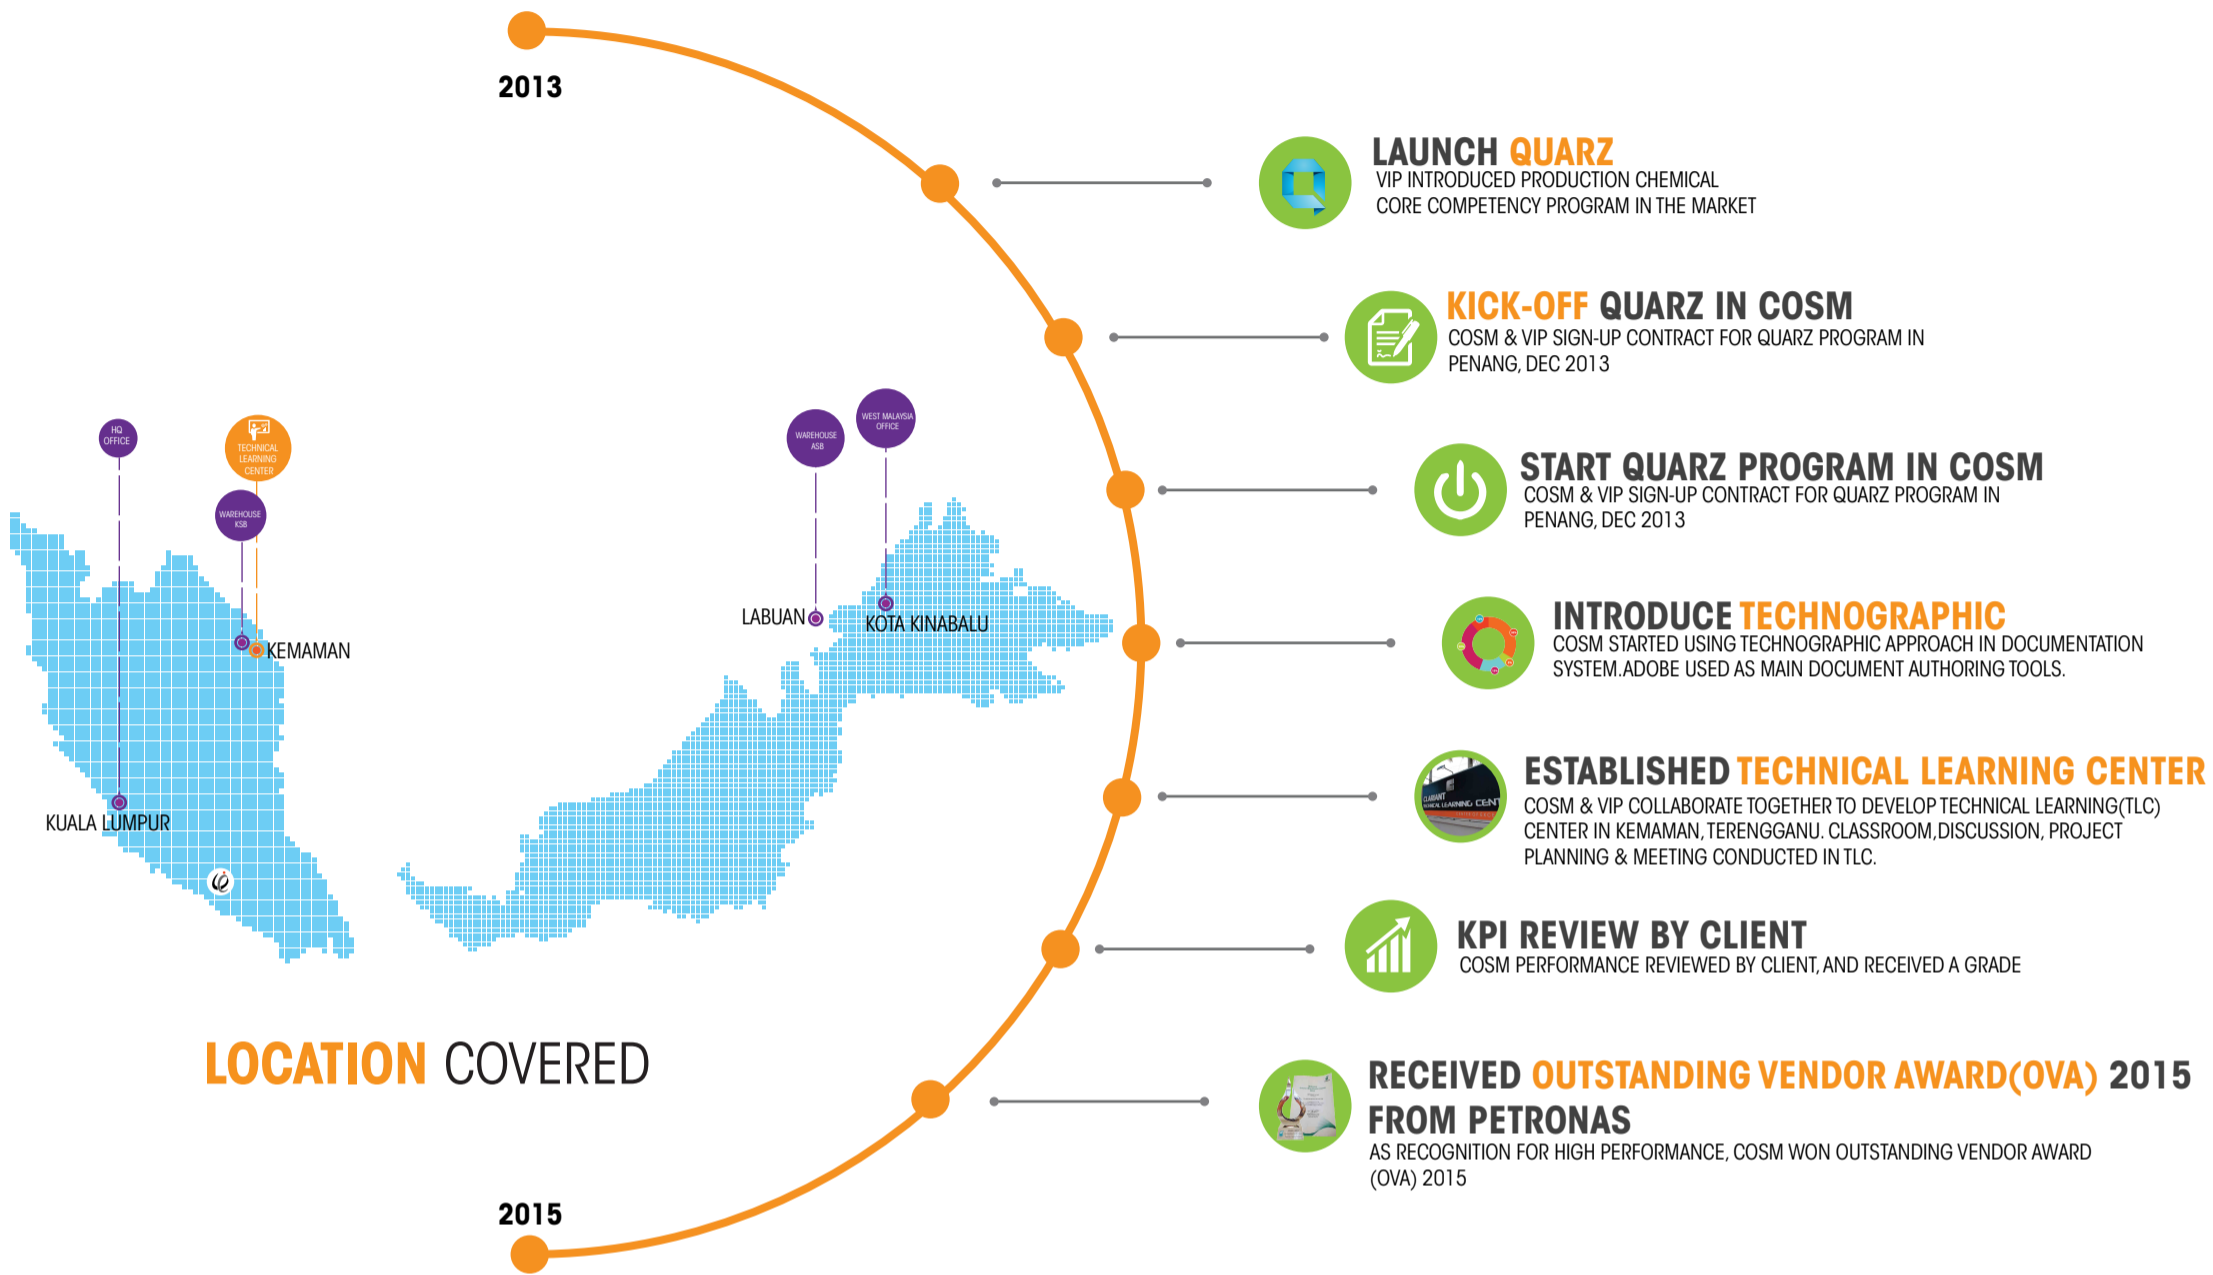 2013
LAUNCH QUARZ
VIP INTRODUCED PRODUCTION CHEMICAL
CORE COMPETENCY PROGRAM IN THE MARKET
KICK-OFF QUARZ IN COSM
COSM & VIP SIGN-UP CONTRACT FOR QUARZ PROGRAM IN
PENANG, DEC 2013
START QUARZ PROGRAM IN COSM
COSM & VIP SIGN-UP CONTRACT FOR QUARZ PROGRAM IN
PENANG, DEC 2013
INTRODUCE TECHNOGRAPHIC
COSM STARTED USING TECHNOGRAPHIC APPROACH IN DOCUMENTATION
SYSTEM.ADOBE USED AS MAIN DOCUMENT AUTHORING TOOLS.
ESTABLISHED TECHNICAL LEARNING CENTER
COSM & VIP COLLABORATE TOGETHER TO DEVELOP TECHNICAL LEARNING(TLC)
CENTER IN KEMAMAN, TERENGGANU. CLASSROOM,DISCUSSION, PROJECT
PLANNING & MEETING CONDUCTED IN TLC.
KPI REVIEW BY CLIENT
COSM PERFORMANCE REVIEWED BY CLIENT, AND RECEIVED A GRADE
RECEIVED OUTSTANDING VENDOR AWARD(OVA) 2015
FROM PETRONAS
AS RECOGNITION FOR HIGH PERFORMANCE, COSM WON OUTSTANDING VENDOR AWARD
(OVA) 2015
2015
HQ
OFFICE
TECHNICAL
LEARNING
CENTER
WAREHOUSE
KSB
WAREHOUSE
ASB
WEST MALAYSIA
OFFICE
LABUAN
KOTA KINABALU
KEMAMAN
KUALA LUMPUR
LOCATION COVERED